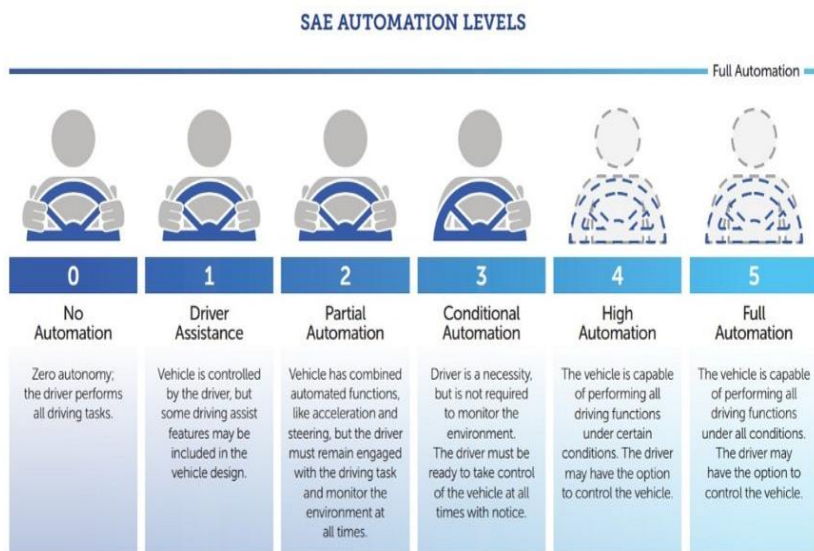 SAE AUTOMATION LEVELS
Full Automation
0
No
Automation
Zero autonomy;
the driver performs
all driving tasks.
1
Driver
Assistance
Vehicle is controlled
by the driver, but
some driving assist
features may be
included in the
vehicle design.
2
Partial
Automation
Vehicle has combined
automated functions,
like acceleration and
steering, but the driver
must remain engaged
with the driving task
and monitor the
environment at
all times.
3
Conditional
Automation
Driver is a necessity,
but is not required
to monitor the
environment.
The driver must be
ready to take control
of the vehicle at all
times with notice.
4
High
Automation
The vehicle is capable
of performing all
driving functions
under certain
conditions. The driver
may have the option
to control the vehicle.
5
Full
Automation
The vehicle is capable
of performing all
driving functions
under all conditions.
The driver may
have the option to
control the vehicle.